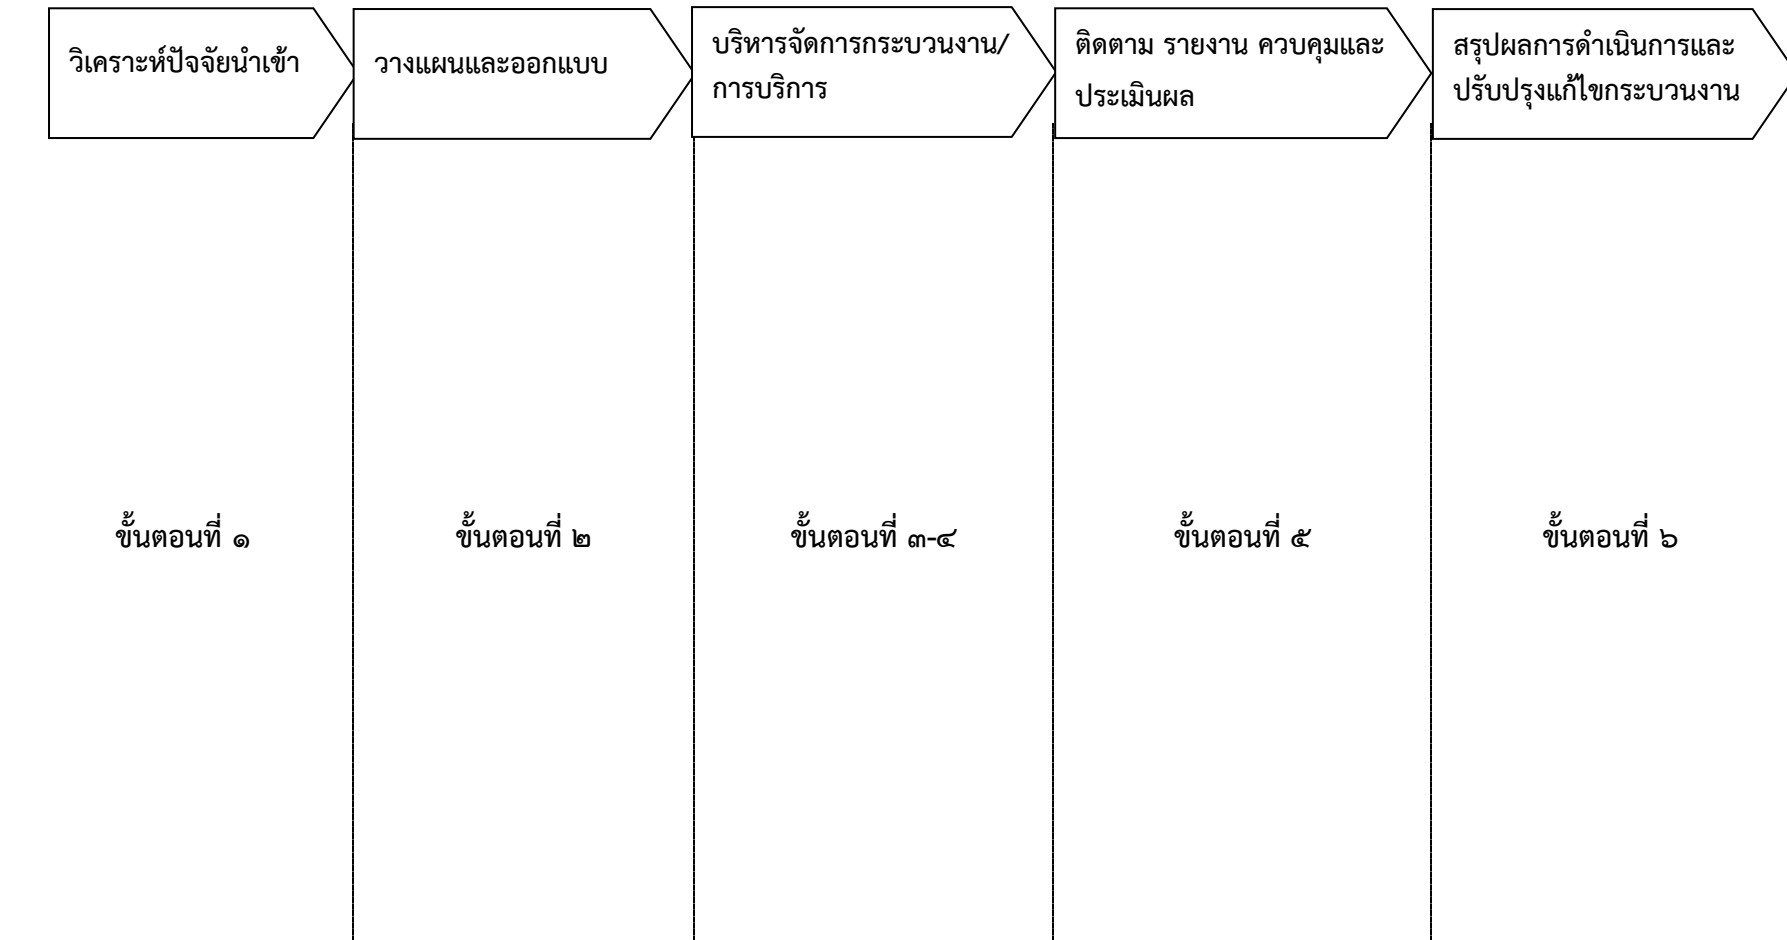 วิเคราะห์ปัจจัยนำเข้า
วางแผนและออกแบบ
บริหารจัดการกระบวนงาน/
การบริการ
ติดตาม รายงาน ควบคุมและ
ประเมินผล
สรุปผลการดำเนินการและ
ปรับปรุงแก้ไขกระบวนงาน
ขั้นตอนที่ ๑
ขั้นตอนที่ ๒
ขั้นตอนที่ ๓-๔
ขั้นตอนที่ ๕
ขั้นตอนที่ ๖